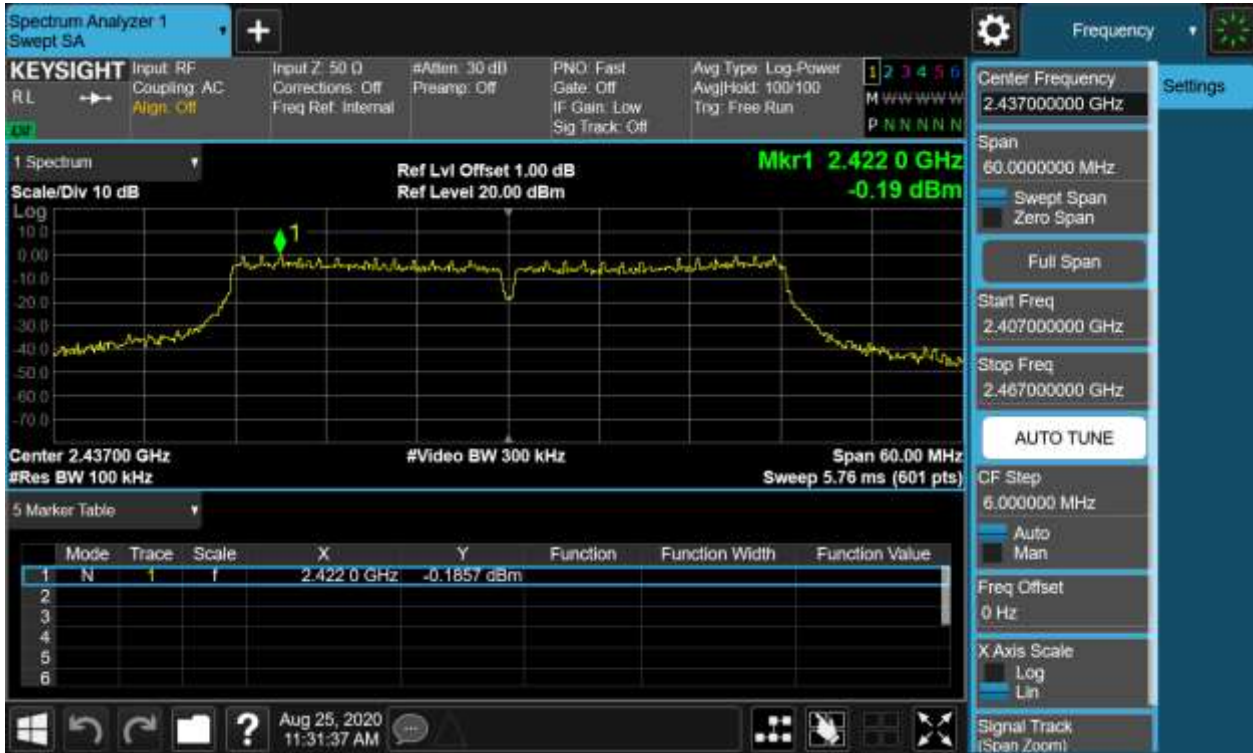 Spectrum Analyzer 1
Swept SA
+
Frequency
KEYSIGHT
RL
Input: RF
Coupling: AC
Align: Off
Input Z: 50 Ω
Corrections: Off
Freq Ref: Internal
#Atten: 30 dB
Preamp: Off
PNO: Fast
Gate: Off
IF Gain: Low
Sig Track: Off
Avg Type: Log-Power
Avg|Hold: 100/100
Trig: Free Run
1 2 3 4 5 6
M W W W W W
P N N N N N
1 Spectrum
Scale/Div 10 dB
Ref Lvl Offset 1.00 dB
Ref Level 20.00 dBm
Mkr1 2.422 0 GHz
-0.19 dBm
Log
10.0
0.00
-10.0
-20.0
-30.0
-40.0
-50.0
-60.0
-70.0
1
Center 2.43700 GHz
#Video BW 300 kHz
Span 60.00 MHz
#Res BW 100 kHz
Sweep 5.76 ms (601 pts)
5 Marker Table
Mode Trace Scale X Y Function Function Width Function Value
1 N 1 f 2.422 0 GHz -0.1857 dBm
2
3
4
5
6
Aug 25, 2020
11:31:37 AM
Center Frequency
2.437000000 GHz
Settings
Span
60.0000000 MHz
Swept Span
Zero Span
Full Span
Start Freq
2.407000000 GHz
Stop Freq
2.467000000 GHz
AUTO TUNE
CF Step
6.000000 MHz
Auto
Man
Freq Offset
0 Hz
X Axis Scale
Log
Lin
Signal Track
(Span Zoom)